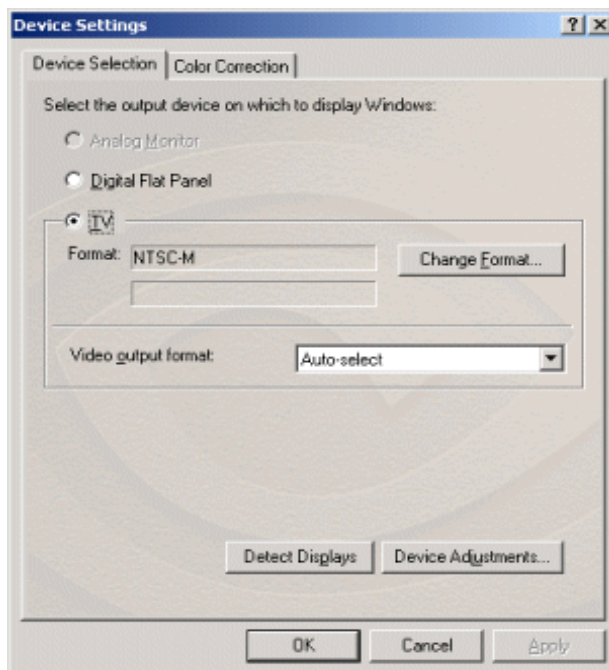 Device Settings
Device Selection
Color Correction
Select the output device on which to display Windows:
Analog Monitor
Digital Flat Panel
TV
Format: NTSC-M
Change Format...
Video output format: Auto-select
Detect Displays
Device Adjustments...
OK
Cancel
Apply